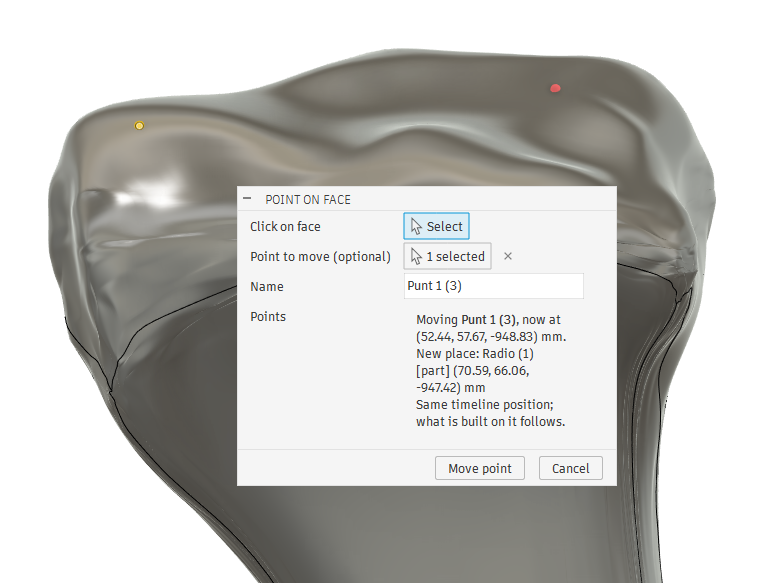 POINT ON FACE
Click on face
Select
Point to move (optional)
1 selected
Name
Punt 1 (3)
Points
Moving Punt 1 (3), now at
(52.44, 57.67, -948.83) mm.
New place: Radio (1)
[part] (70.59, 66.06,
-947.42) mm
Same timeline position;
what is built on it follows.
Move point
Cancel